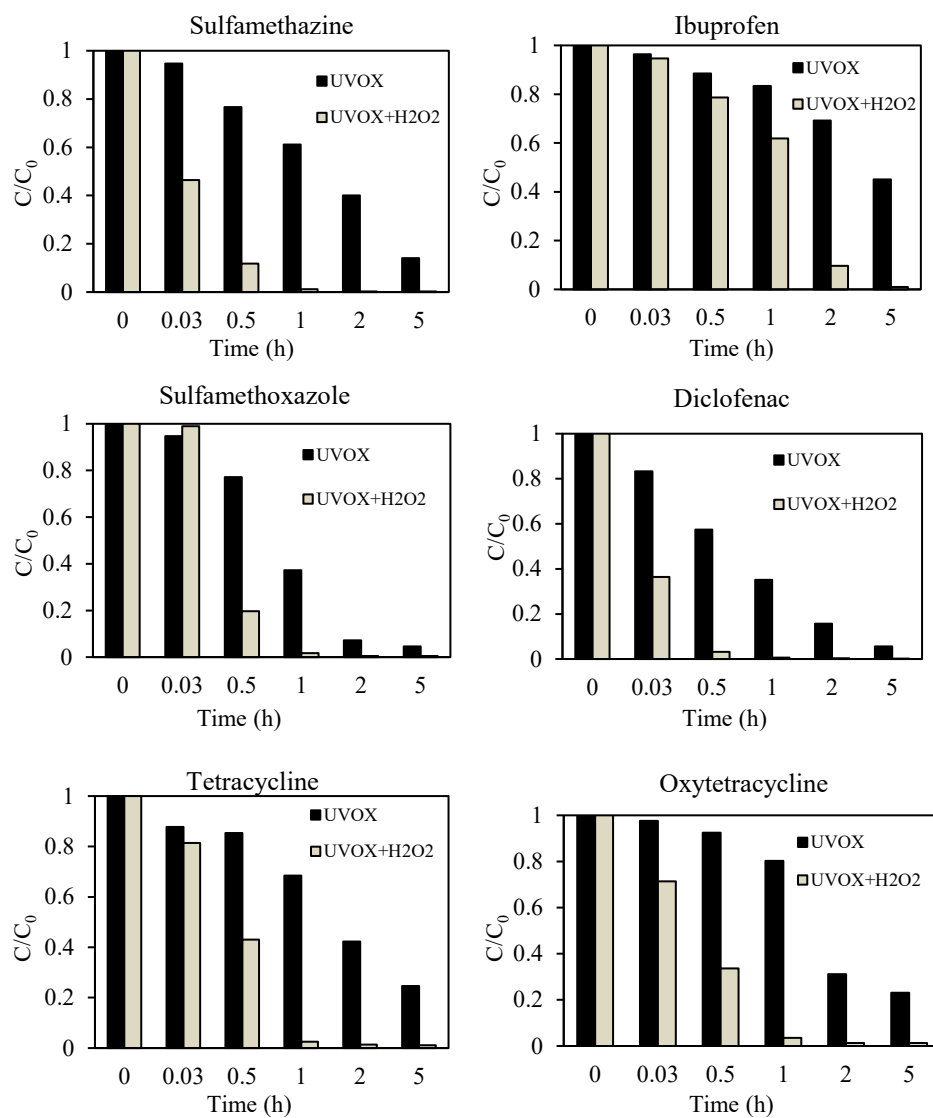 Sulfamethazine
1
0.8
0.6
0.4
0.2
0
C/C0
UVOX
UVOX+H2O2
0 0.03 0.5 1 2 5
Time (h)
Ibuprofen
1
0.8
0.6
0.4
0.2
0
C/C0
UVOX
UVOX+H2O2
0 0.03 0.5 1 2 5
Time (h)
Sulfamethoxazole
1
0.8
0.6
0.4
0.2
0
C/C0
UVOX
UVOX+H2O2
0 0.03 0.5 1 2 5
Time (h)
Diclofenac
1
0.8
0.6
0.4
0.2
0
C/C0
UVOX
UVOX+H2O2
0 0.03 0.5 1 2 5
Time (h)
Tetracycline
1
0.8
0.6
0.4
0.2
0
C/C0
UVOX
UVOX+H2O2
0 0.03 0.5 1 2 5
Time (h)
Oxytetracycline
1
0.8
0.6
0.4
0.2
0
C/C0
UVOX
UVOX+H2O2
0 0.03 0.5 1 2 5
Time (h)